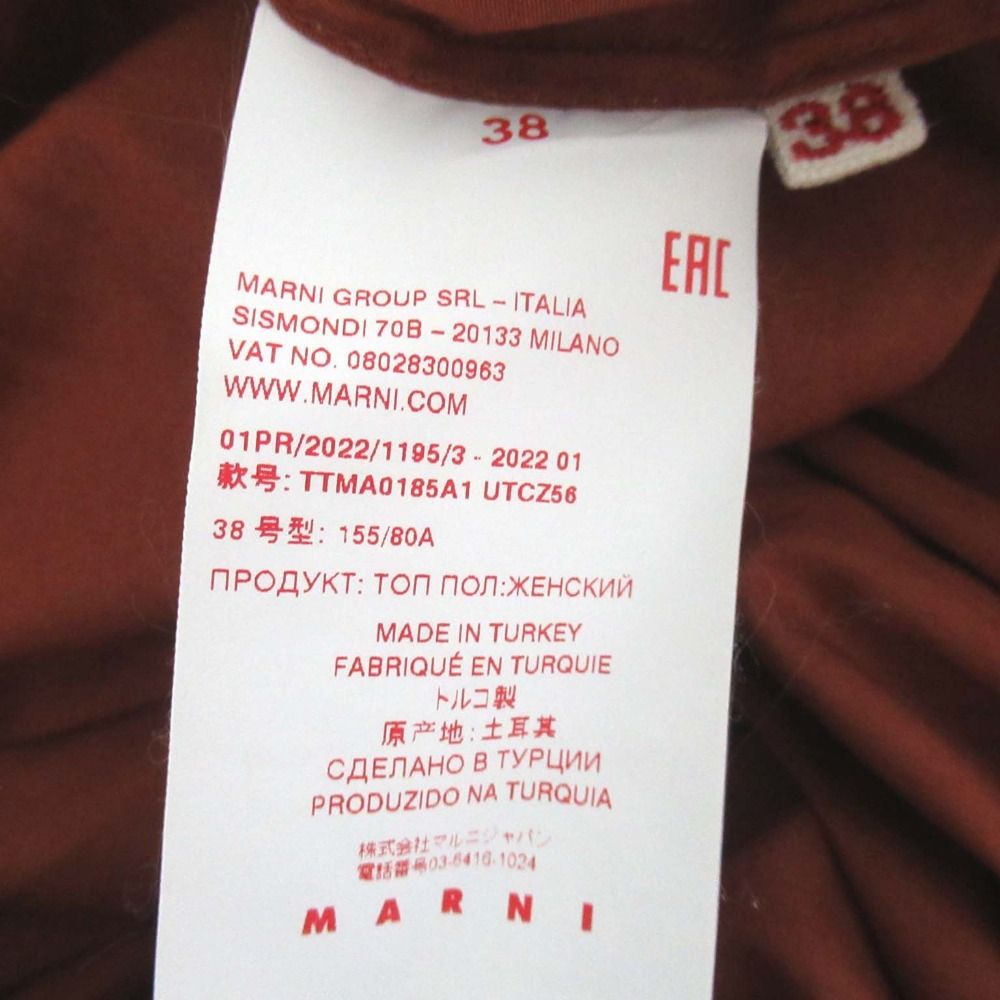 38
38
EAC
MARNI GROUP SRL – ITALIA
SISMONDI 70B – 20133 MILANO
VAT NO. 08028300963
WWW.MARNI.COM
01PR/2022/1195/3 - 2022 01
款号: TTMA0185A1 UTCZ56
38 号型: 155/80A
ПРОДУКТ: ТОП ПОЛ:ЖЕНСКИЙ
MADE IN TURKEY
FABRIQUÉ EN TURQUIE
トルコ製
原产地:土耳其
СДЕЛАНО В ТУРЦИИ
PRODUZIDO NA TURQUIA
株式会社マルニジャパン
電話番号03-6416-1024
MARNI